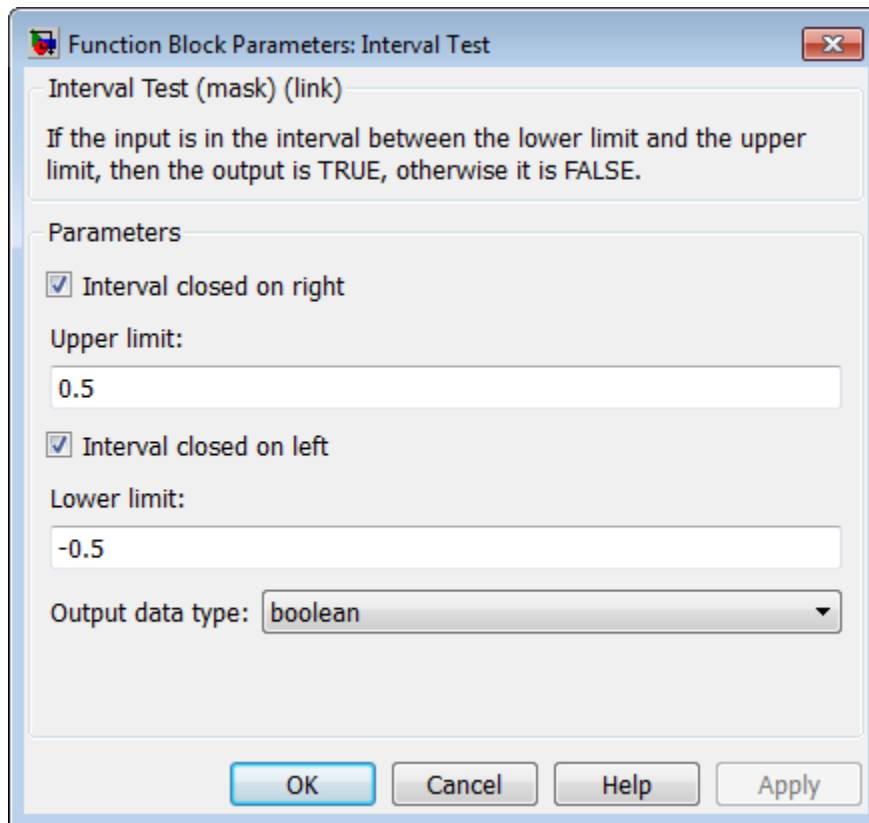 Function Block Parameters: Interval Test
Interval Test (mask) (link)
If the input is in the interval between the lower limit and the upper
limit, then the output is TRUE, otherwise it is FALSE.
Parameters
Interval closed on right
Upper limit:
0.5
Interval closed on left
Lower limit:
-0.5
Output data type: boolean
OK Cancel Help Apply